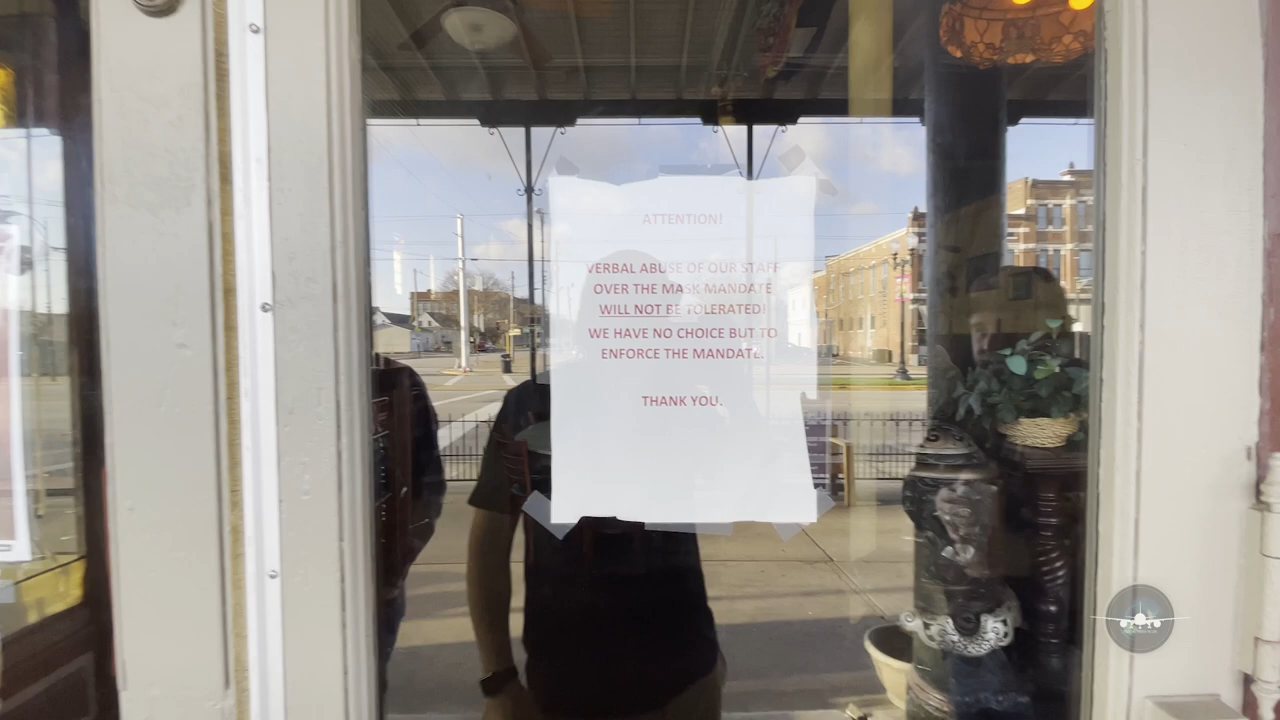 ATTENTION!
VERBAL ABUSE OF OUR STAFF
OVER THE MASK MANDATE
WILL NOT BE TOLERATED!
WE HAVE NO CHOICE BUT TO
ENFORCE THE MANDATE.
THANK YOU.